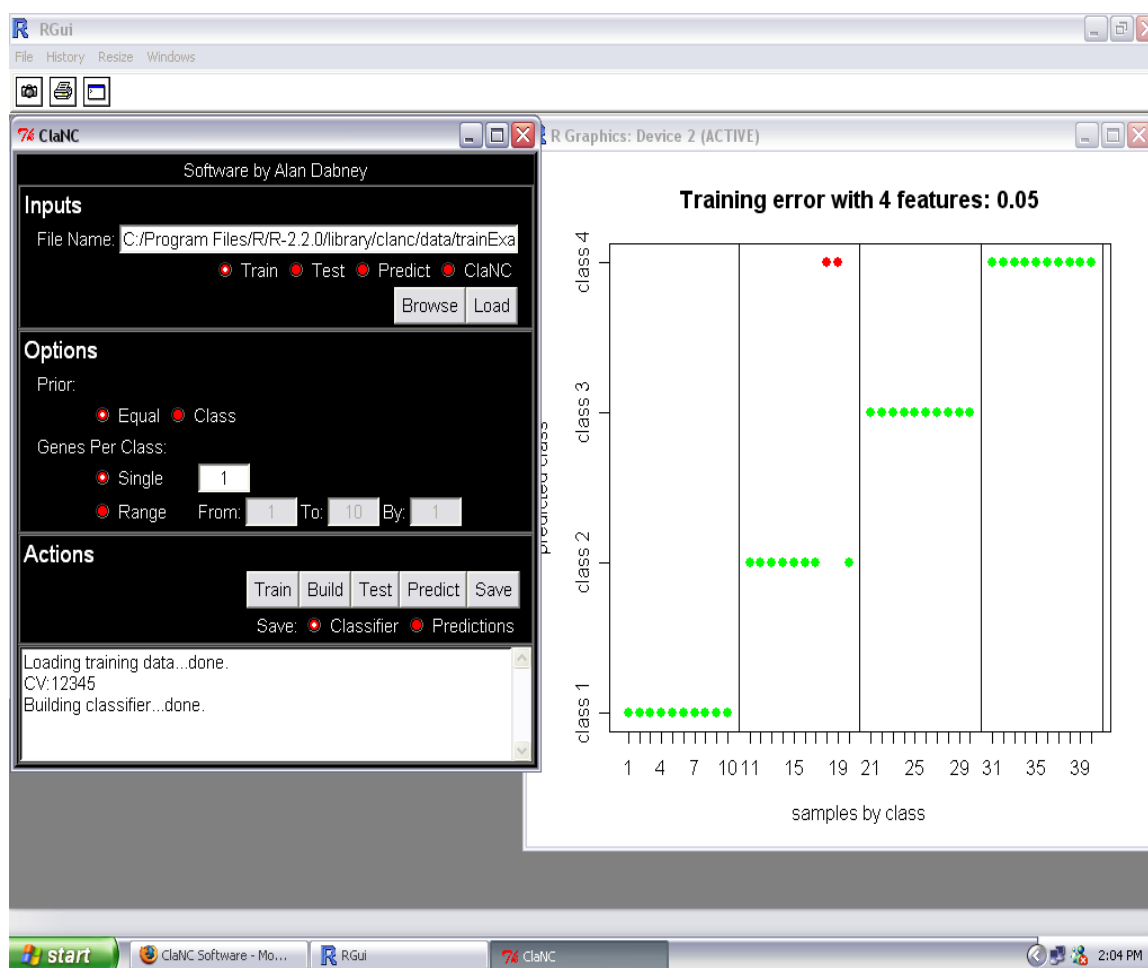 RGui
File History Resize Windows
ClaNC
Software by Alan Dabney
Inputs
File Name: C:/Program Files/R/R-2.2.0/library/clanc/data/trainExa
Train Test Predict ClaNC
Browse Load
Options
Prior:
Equal Class
Genes Per Class:
Single 1
Range From: 1 To: 10 By: 1
Actions
Train Build Test Predict Save
Save: Classifier Predictions
Loading training data...done.
CV:12345
Building classifier...done.
R Graphics: Device 2 (ACTIVE)
Training error with 4 features: 0.05
class 4
class 3
class 2
class 1
predicted class
1 4 7 10 11 15 19 21 25 29 31 35 39
samples by class
start
ClaNC Software - Mo...
RGui
ClaNC
2:04 PM